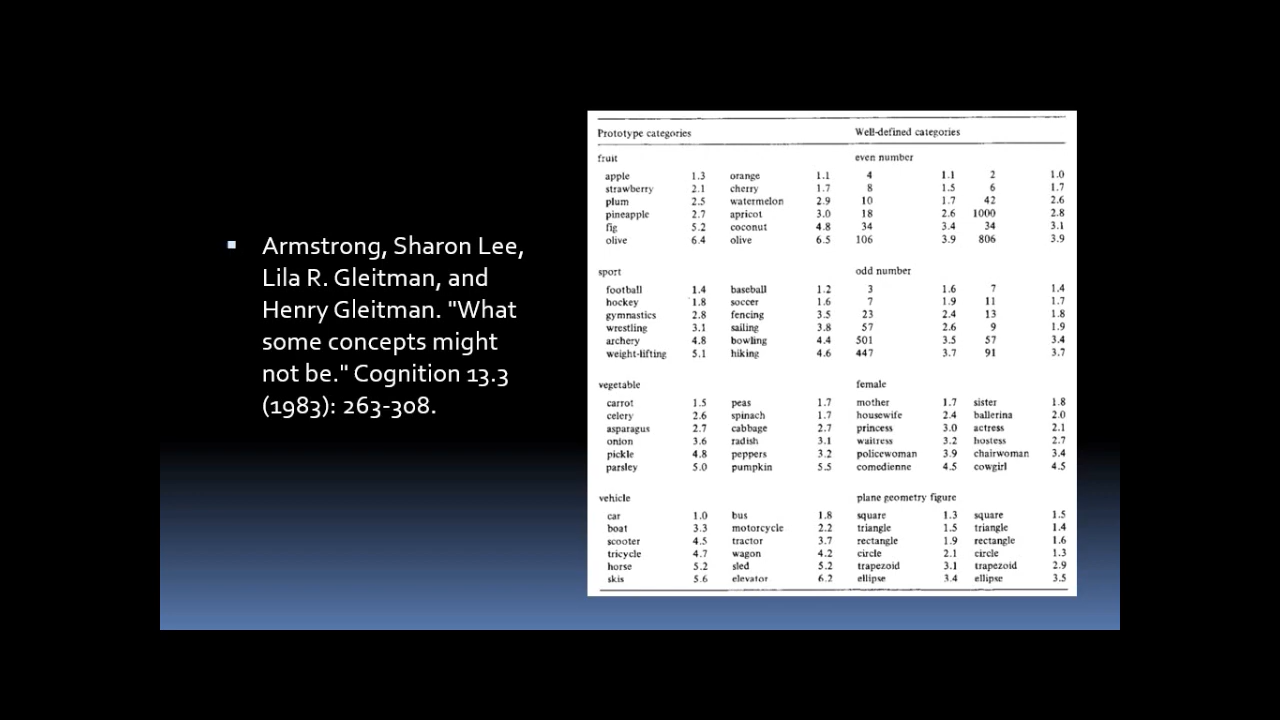 ▪ Armstrong, Sharon Lee,
Lila R. Gleitman, and
Henry Gleitman. "What
some concepts might
not be." Cognition 13.3
(1983): 263-308.
Prototype categories Well-defined categories
fruit even number
apple 1.3 orange 1.1 4 1.1 2 1.0
strawberry 2.1 cherry 1.7 8 1.5 6 1.7
plum 2.5 watermelon 2.9 10 1.7 42 2.6
pineapple 2.7 apricot 3.0 18 2.6 1000 2.8
fig 5.2 coconut 4.8 34 3.4 34 3.1
olive 6.4 olive 6.5 106 3.9 806 3.9
sport odd number
football 1.4 baseball 1.2 3 1.6 7 1.4
hockey 1.8 soccer 1.6 7 1.9 11 1.7
gymnastics 2.8 fencing 3.5 23 2.4 13 1.8
wrestling 3.1 sailing 3.8 57 2.6 9 1.9
archery 4.8 bowling 4.4 501 3.5 57 3.4
weight-lifting 5.1 hiking 4.6 447 3.7 91 3.7
vegetable female
carrot 1.5 peas 1.7 mother 1.7 sister 1.8
celery 2.6 spinach 1.7 housewife 2.4 ballerina 2.0
asparagus 2.7 cabbage 2.7 princess 3.0 actress 2.1
onion 3.6 radish 3.1 waitress 3.2 hostess 2.7
pickle 4.8 peppers 3.2 policewoman 3.9 chairwoman 3.4
parsley 5.0 pumpkin 5.5 comedienne 4.5 cowgirl 4.5
vehicle plane geometry figure
car 1.0 bus 1.8 square 1.3 square 1.5
boat 3.3 motorcycle 2.2 triangle 1.5 triangle 1.4
scooter 4.5 tractor 3.7 rectangle 1.9 rectangle 1.6
tricycle 4.7 wagon 4.2 circle 2.1 circle 1.3
horse 5.2 sled 5.2 trapezoid 3.1 trapezoid 2.9
skis 5.6 elevator 6.2 ellipse 3.4 ellipse 3.5